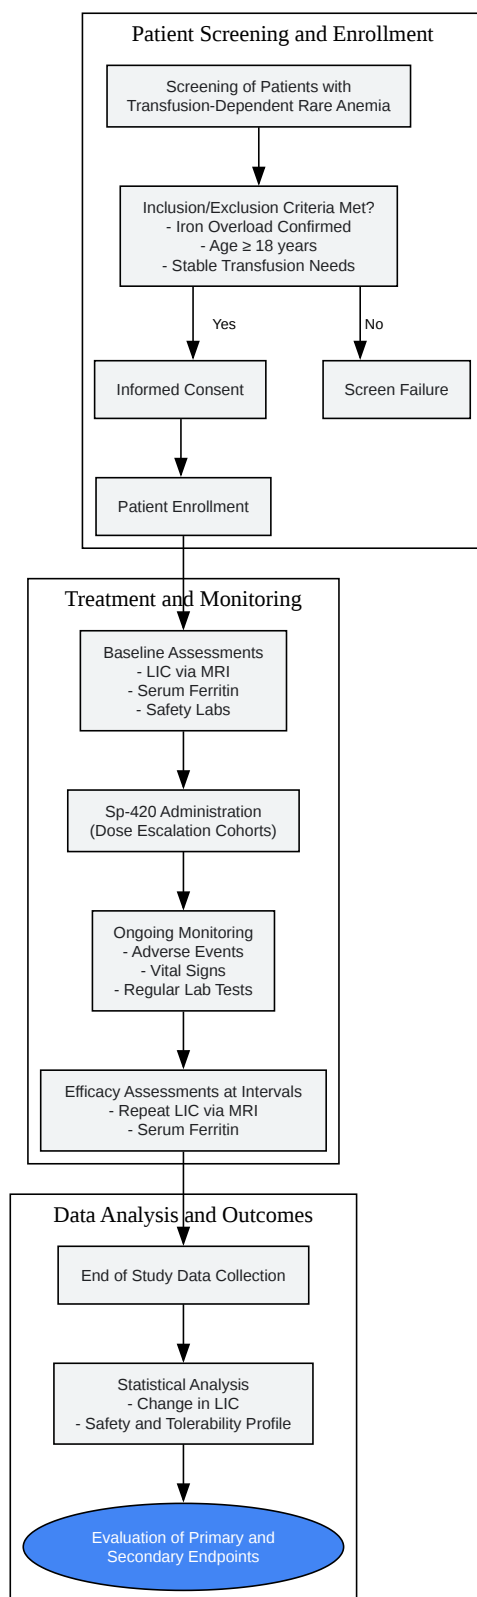 Patient Screening and Enrollment
Screening of Patients with
Transfusion-Dependent Rare Anemia
Inclusion/Exclusion Criteria Met?
- Iron Overload Confirmed
- Age ≥ 18 years
- Stable Transfusion Needs
Yes
No
Informed Consent
Screen Failure
Patient Enrollment
Treatment and Monitoring
Baseline Assessments
- LIC via MRI
- Serum Ferritin
- Safety Labs
Sp-420 Administration
(Dose Escalation Cohorts)
Ongoing Monitoring
- Adverse Events
- Vital Signs
- Regular Lab Tests
Efficacy Assessments at Intervals
- Repeat LIC via MRI
- Serum Ferritin
Data Analysis and Outcomes
End of Study Data Collection
Statistical Analysis
- Change in LIC
- Safety and Tolerability Profile
Evaluation of Primary and
Secondary Endpoints